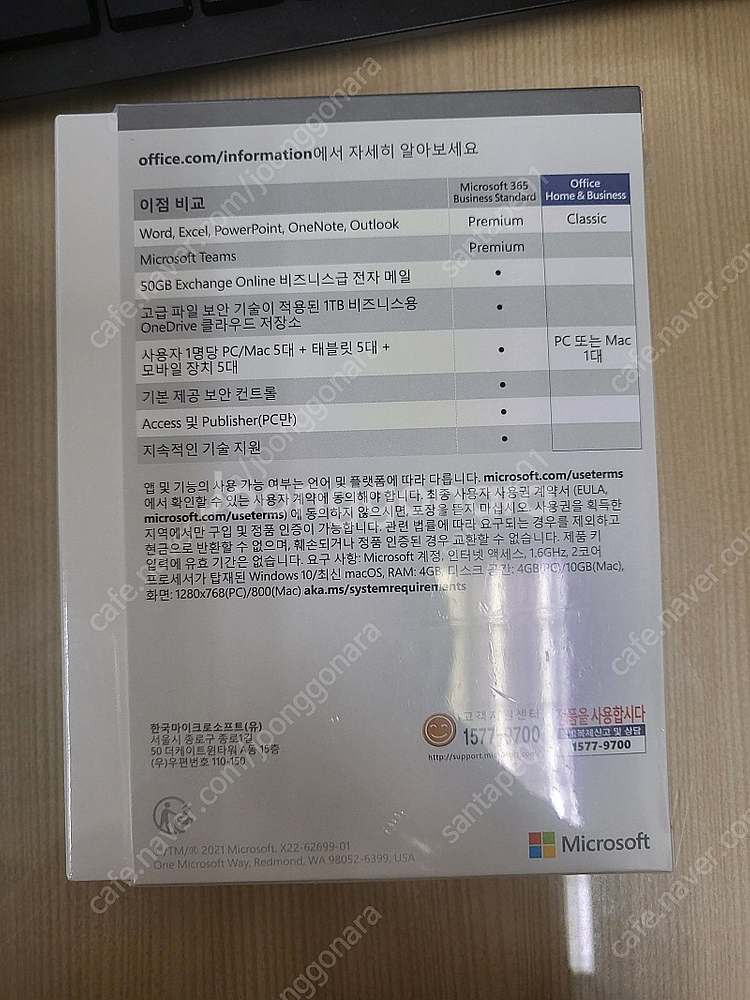 office.com/information에서 자세히 알아보세요
이점 비교
Microsoft 365
Business Standard
Office
Home & Business
Word, Excel, PowerPoint, OneNote, Outlook
Premium
Classic
Microsoft Teams
Premium
50GB Exchange Online 비즈니스급 전자 메일
•
고급 파일 보안 기술이 적용된 1TB 비즈니스용
OneDrive 클라우드 저장소
•
사용자 1명당 PC/Mac 5대 + 태블릿 5대 +
모바일 장치 5대
•
PC 또는 Mac
1대
기본 제공 보안 컨트롤
•
Access 및 Publisher(PC만)
•
지속적인 기술 지원
•
앱 및 기능의 사용 가능 여부는 언어 및 플랫폼에 따라 다릅니다. microsoft.com/useterms
에서 확인할 수 있는 사용자 계약에 동의해야 합니다. 최종 사용자 사용권 계약서 (EULA,
microsoft.com/useterms) 에 동의하지 않으시면, 포장을 뜯지 마십시오. 사용권을 획득한
지역에서만 구입 및 정품 인증이 가능합니다. 관련 법률에 따라 요구되는 경우를 제외하고
현금으로 반환할 수 없으며, 훼손되거나 정품 인증된 경우 교환할 수 없습니다. 제품 키
입력에 유효 기간은 없습니다. 요구 사항: Microsoft 계정, 인터넷 액세스, 1.6GHz, 2코어
프로세서가 탑재된 Windows 10/최신 macOS, RAM: 4GB, 디스크 공간: 4GB(PC)/10GB(Mac),
화면: 1280x768(PC)/800(Mac) aka.ms/systemrequirements
한국마이크로소프트(유)
서울시 종로구 종로1길
50 더케이트윈타워 A동 15층
(우)우편번호 110-150
고객지원센터
1577-9700
http://support.microsoft.com
정품을 사용합시다
불법복제신고 및 상담
1577-9700
©/TM/® 2021 Microsoft. X22-62699-01
One Microsoft Way, Redmond, WA 98052-6399, USA
Microsoft
cafe.naver.com/joonggonara